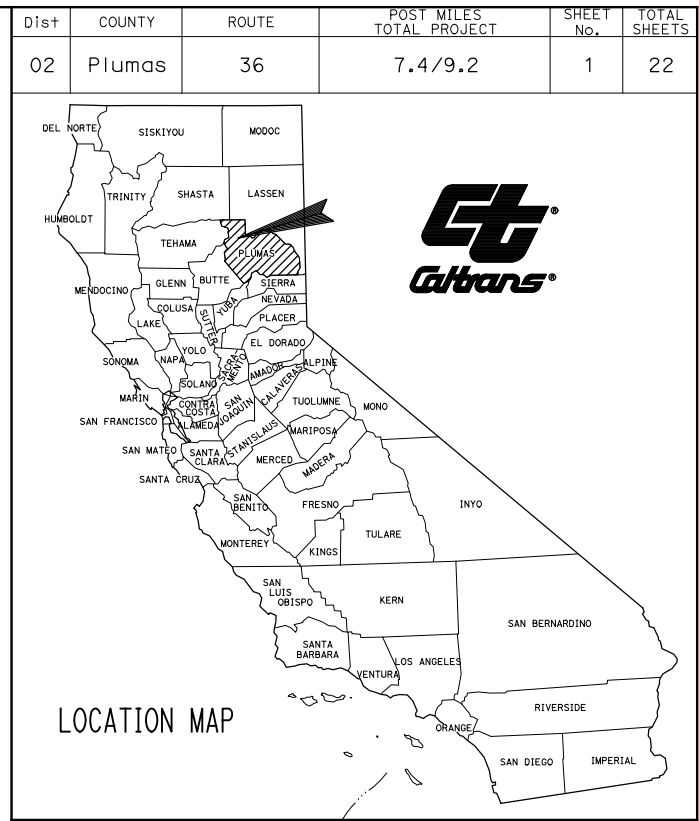 Dist COUNTY ROUTE POST MILES TOTAL PROJECT SHEET No. TOTAL SHEETS
02 Plumas 36 7.4/9.2 1 22
DEL NORTE
SISKIYOU
MODOC
TRINITY
SHASTA
LASSEN
HUMBOLDT
TEHAMA
PLUMAS
MENDOCINO
GLENN
BUTTE
SIERRA
COLUSA
YUBA
NEVADA
LAKE
SUTTER
PLACER
SONOMA
NAPA
YOLO
SACRA-
MENTO
EL DORADO
ALPINE
AMADOR
SOLANO
CALAVERAS
MARIN
CONTRA
COSTA
SAN
JOAQUIN
TUOLUMNE
MONO
SAN FRANCISCO
ALAMEDA
STANISLAUS
MARIPOSA
SAN MATEO
SANTA
CLARA
MERCED
MADERA
SANTA CRUZ
SAN
BENITO
FRESNO
INYO
MONTEREY
KINGS
TULARE
SAN
LUIS
OBISPO
KERN
SAN BERNARDINO
SANTA
BARBARA
VENTURA
LOS ANGELES
ORANGE
RIVERSIDE
SAN DIEGO
IMPERIAL
Ct®
Caltrans®
LOCATION MAP